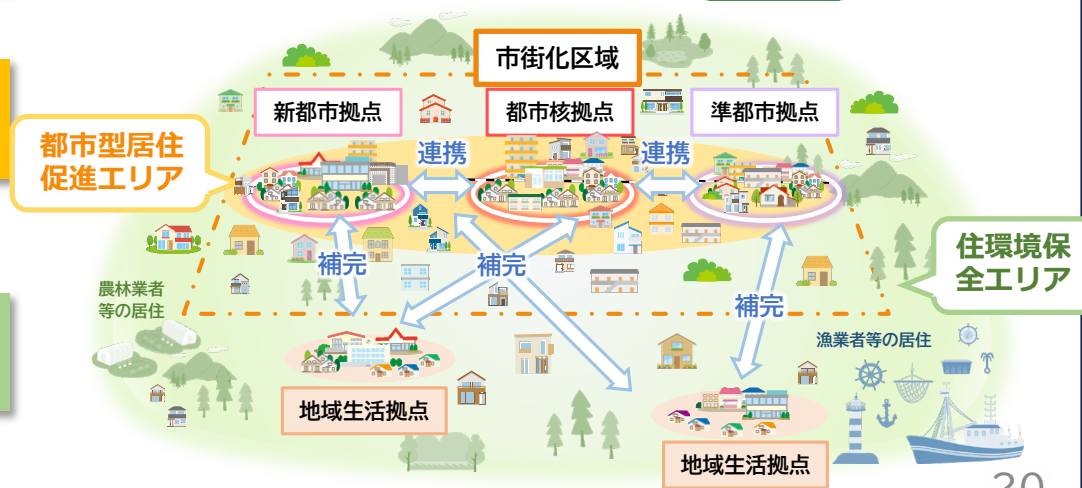 市街化区域
新都市拠点
都市核拠点
準都市拠点
都市型居住
促進エリア
連携
連携
補完
補完
補完
住環境保
全エリア
農林業者
等の居住
漁業者等の居住
地域生活拠点
地域生活拠点